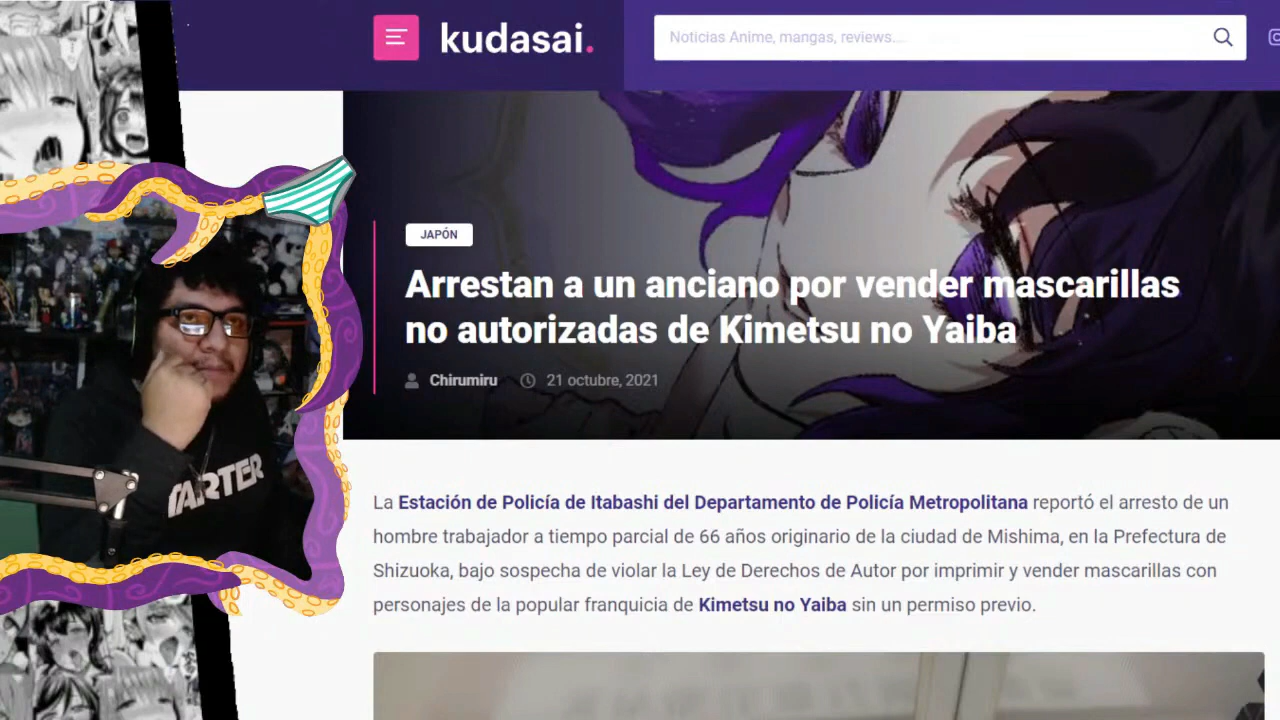 kudasai.
Noticias Anime, mangas, reviews...
JAPÓN
Arrestan a un anciano por vender mascarillas
no autorizadas de Kimetsu no Yaiba
Chirumiru 21 octubre, 2021
La Estación de Policía de Itabashi del Departamento de Policía Metropolitana reportó el arresto de un
hombre trabajador a tiempo parcial de 66 años originario de la ciudad de Mishima, en la Prefectura de
Shizuoka, bajo sospecha de violar la Ley de Derechos de Autor por imprimir y vender mascarillas con
personajes de la popular franquicia de Kimetsu no Yaiba sin un permiso previo.